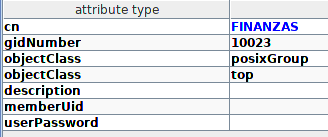 attribute type
cn FINANZAS
gidNumber 10023
objectClass posixGroup
objectClass top
description
memberUid
userPassword